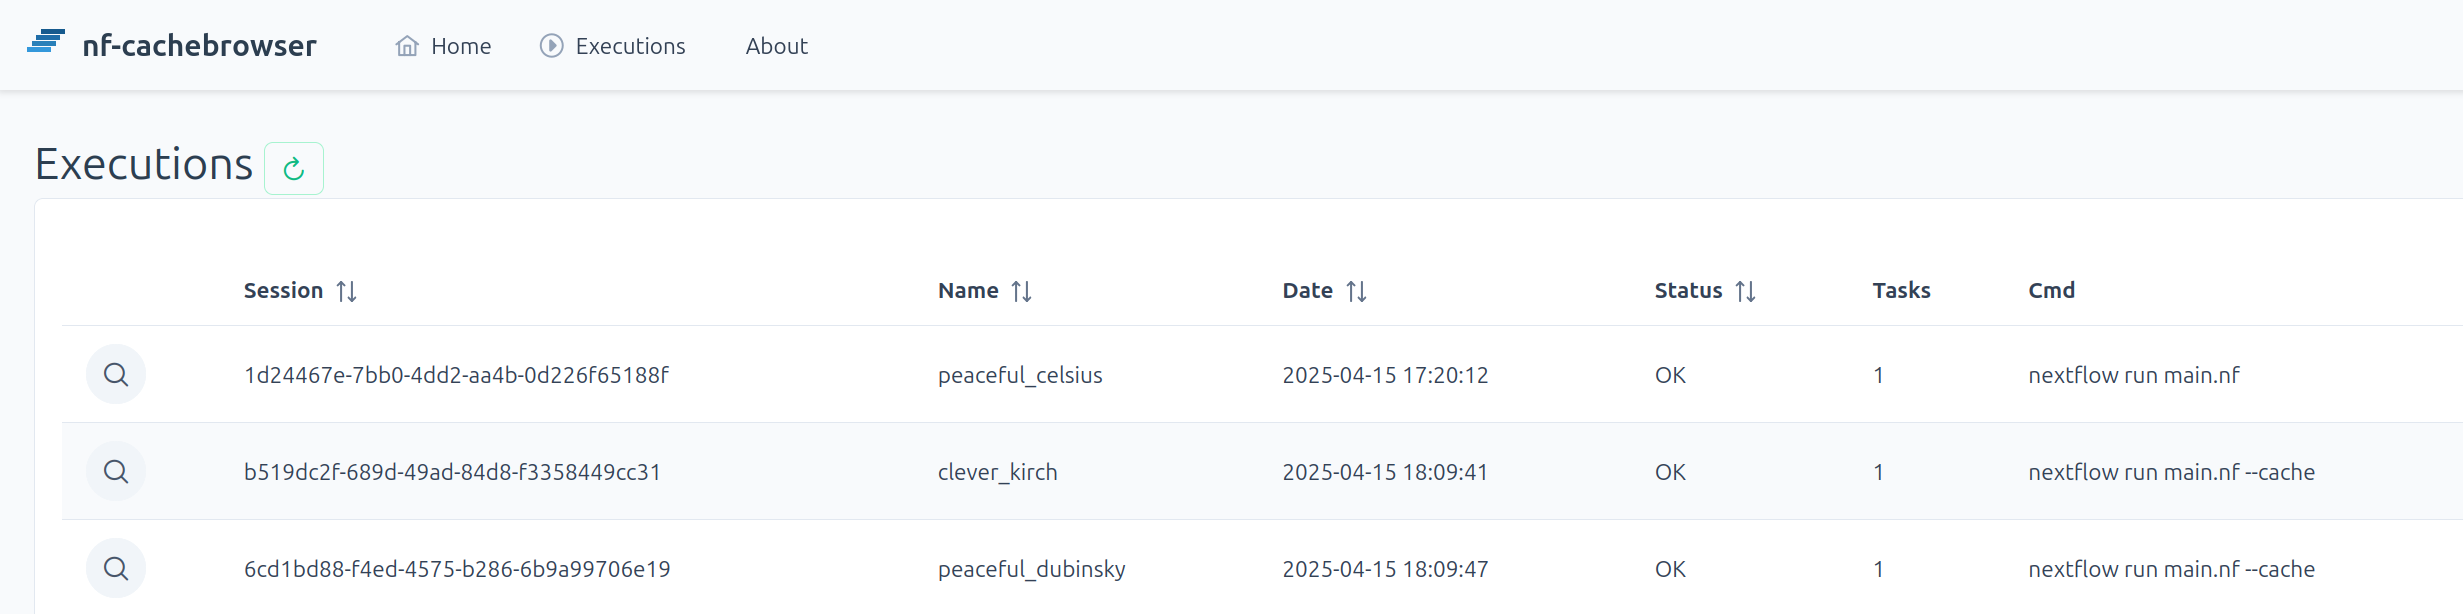 nf-cachebrowser Home Executions About
Executions
Session Name Date Status Tasks Cmd
1d24467e-7bb0-4dd2-aa4b-0d226f65188f peaceful_celsius 2025-04-15 17:20:12 OK 1 nextflow run main.nf
b519dc2f-689d-49ad-84d8-f3358449cc31 clever_kirch 2025-04-15 18:09:41 OK 1 nextflow run main.nf --cache
6cd1bd88-f4ed-4575-b286-6b9a99706e19 peaceful_dubinsky 2025-04-15 18:09:47 OK 1 nextflow run main.nf --cache